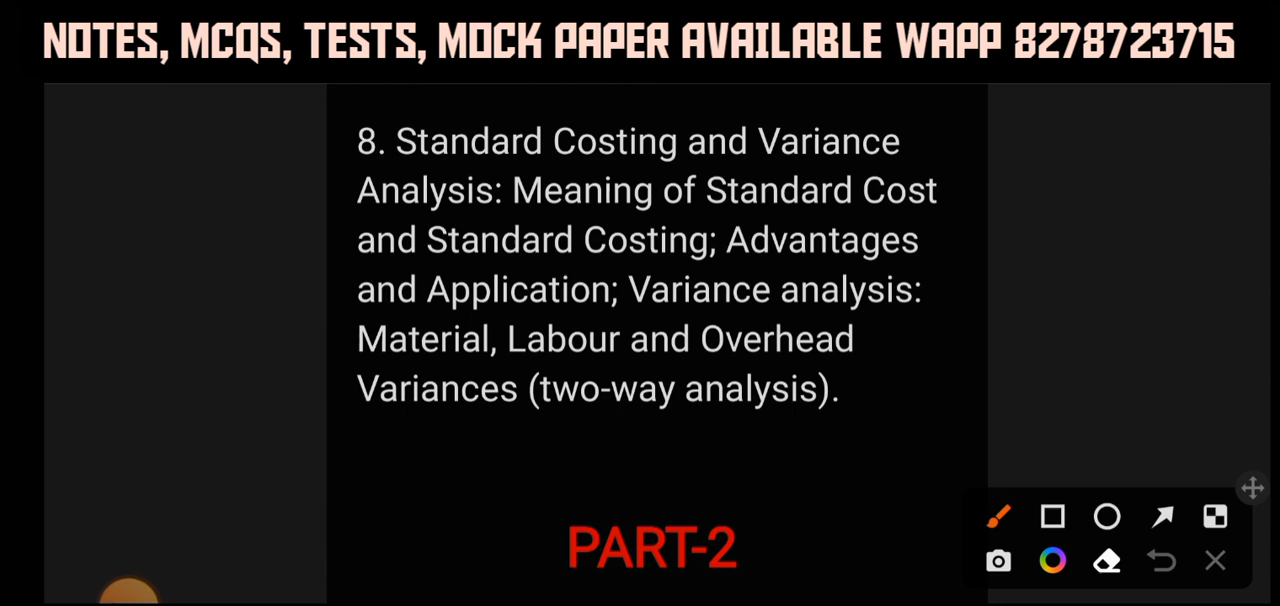 NOTES, MCQS, TESTS, MOCK PAPER AVAILABLE WAPP 8278723715
8. Standard Costing and Variance
Analysis: Meaning of Standard Cost
and Standard Costing; Advantages
and Application; Variance analysis:
Material, Labour and Overhead
Variances (two-way analysis).
PART-2